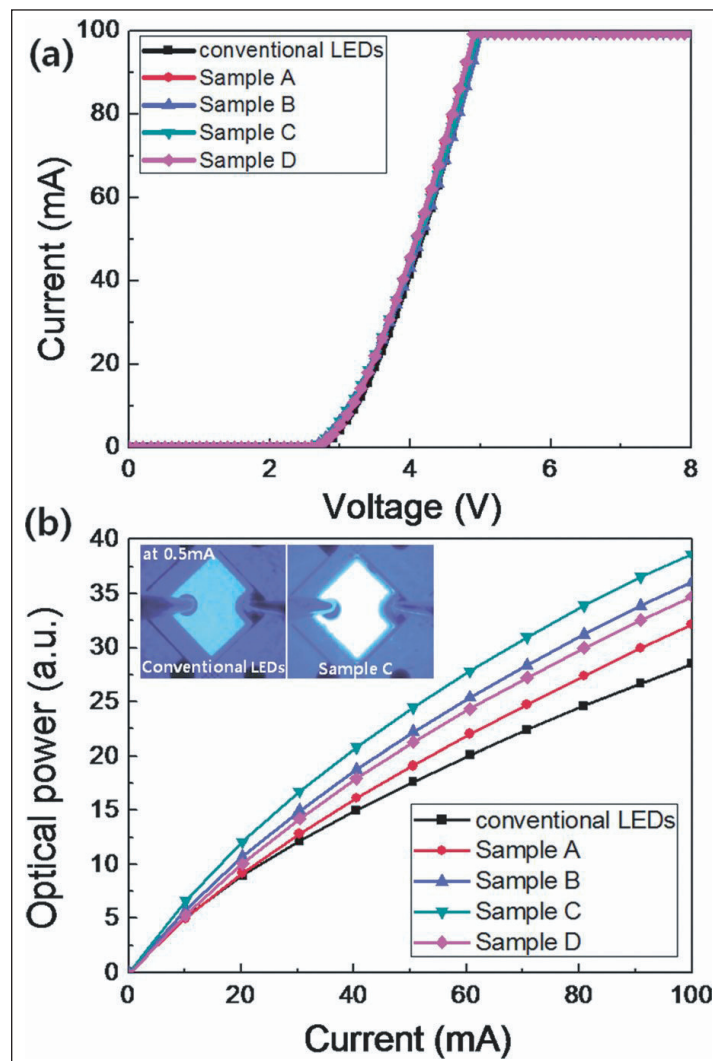 (a)
conventional LEDs
Sample A
Sample B
Sample C
Sample D
Current (mA)
100
80
60
40
20
0
0 2 4 6 8
Voltage (V)
(b)
at 0.5mA
Conventional LEDs Sample C
Optical power (a.u.)
40
35
30
25
20
15
10
5
0
conventional LEDs
Sample A
Sample B
Sample C
Sample D
0 20 40 60 80 100
Current (mA)